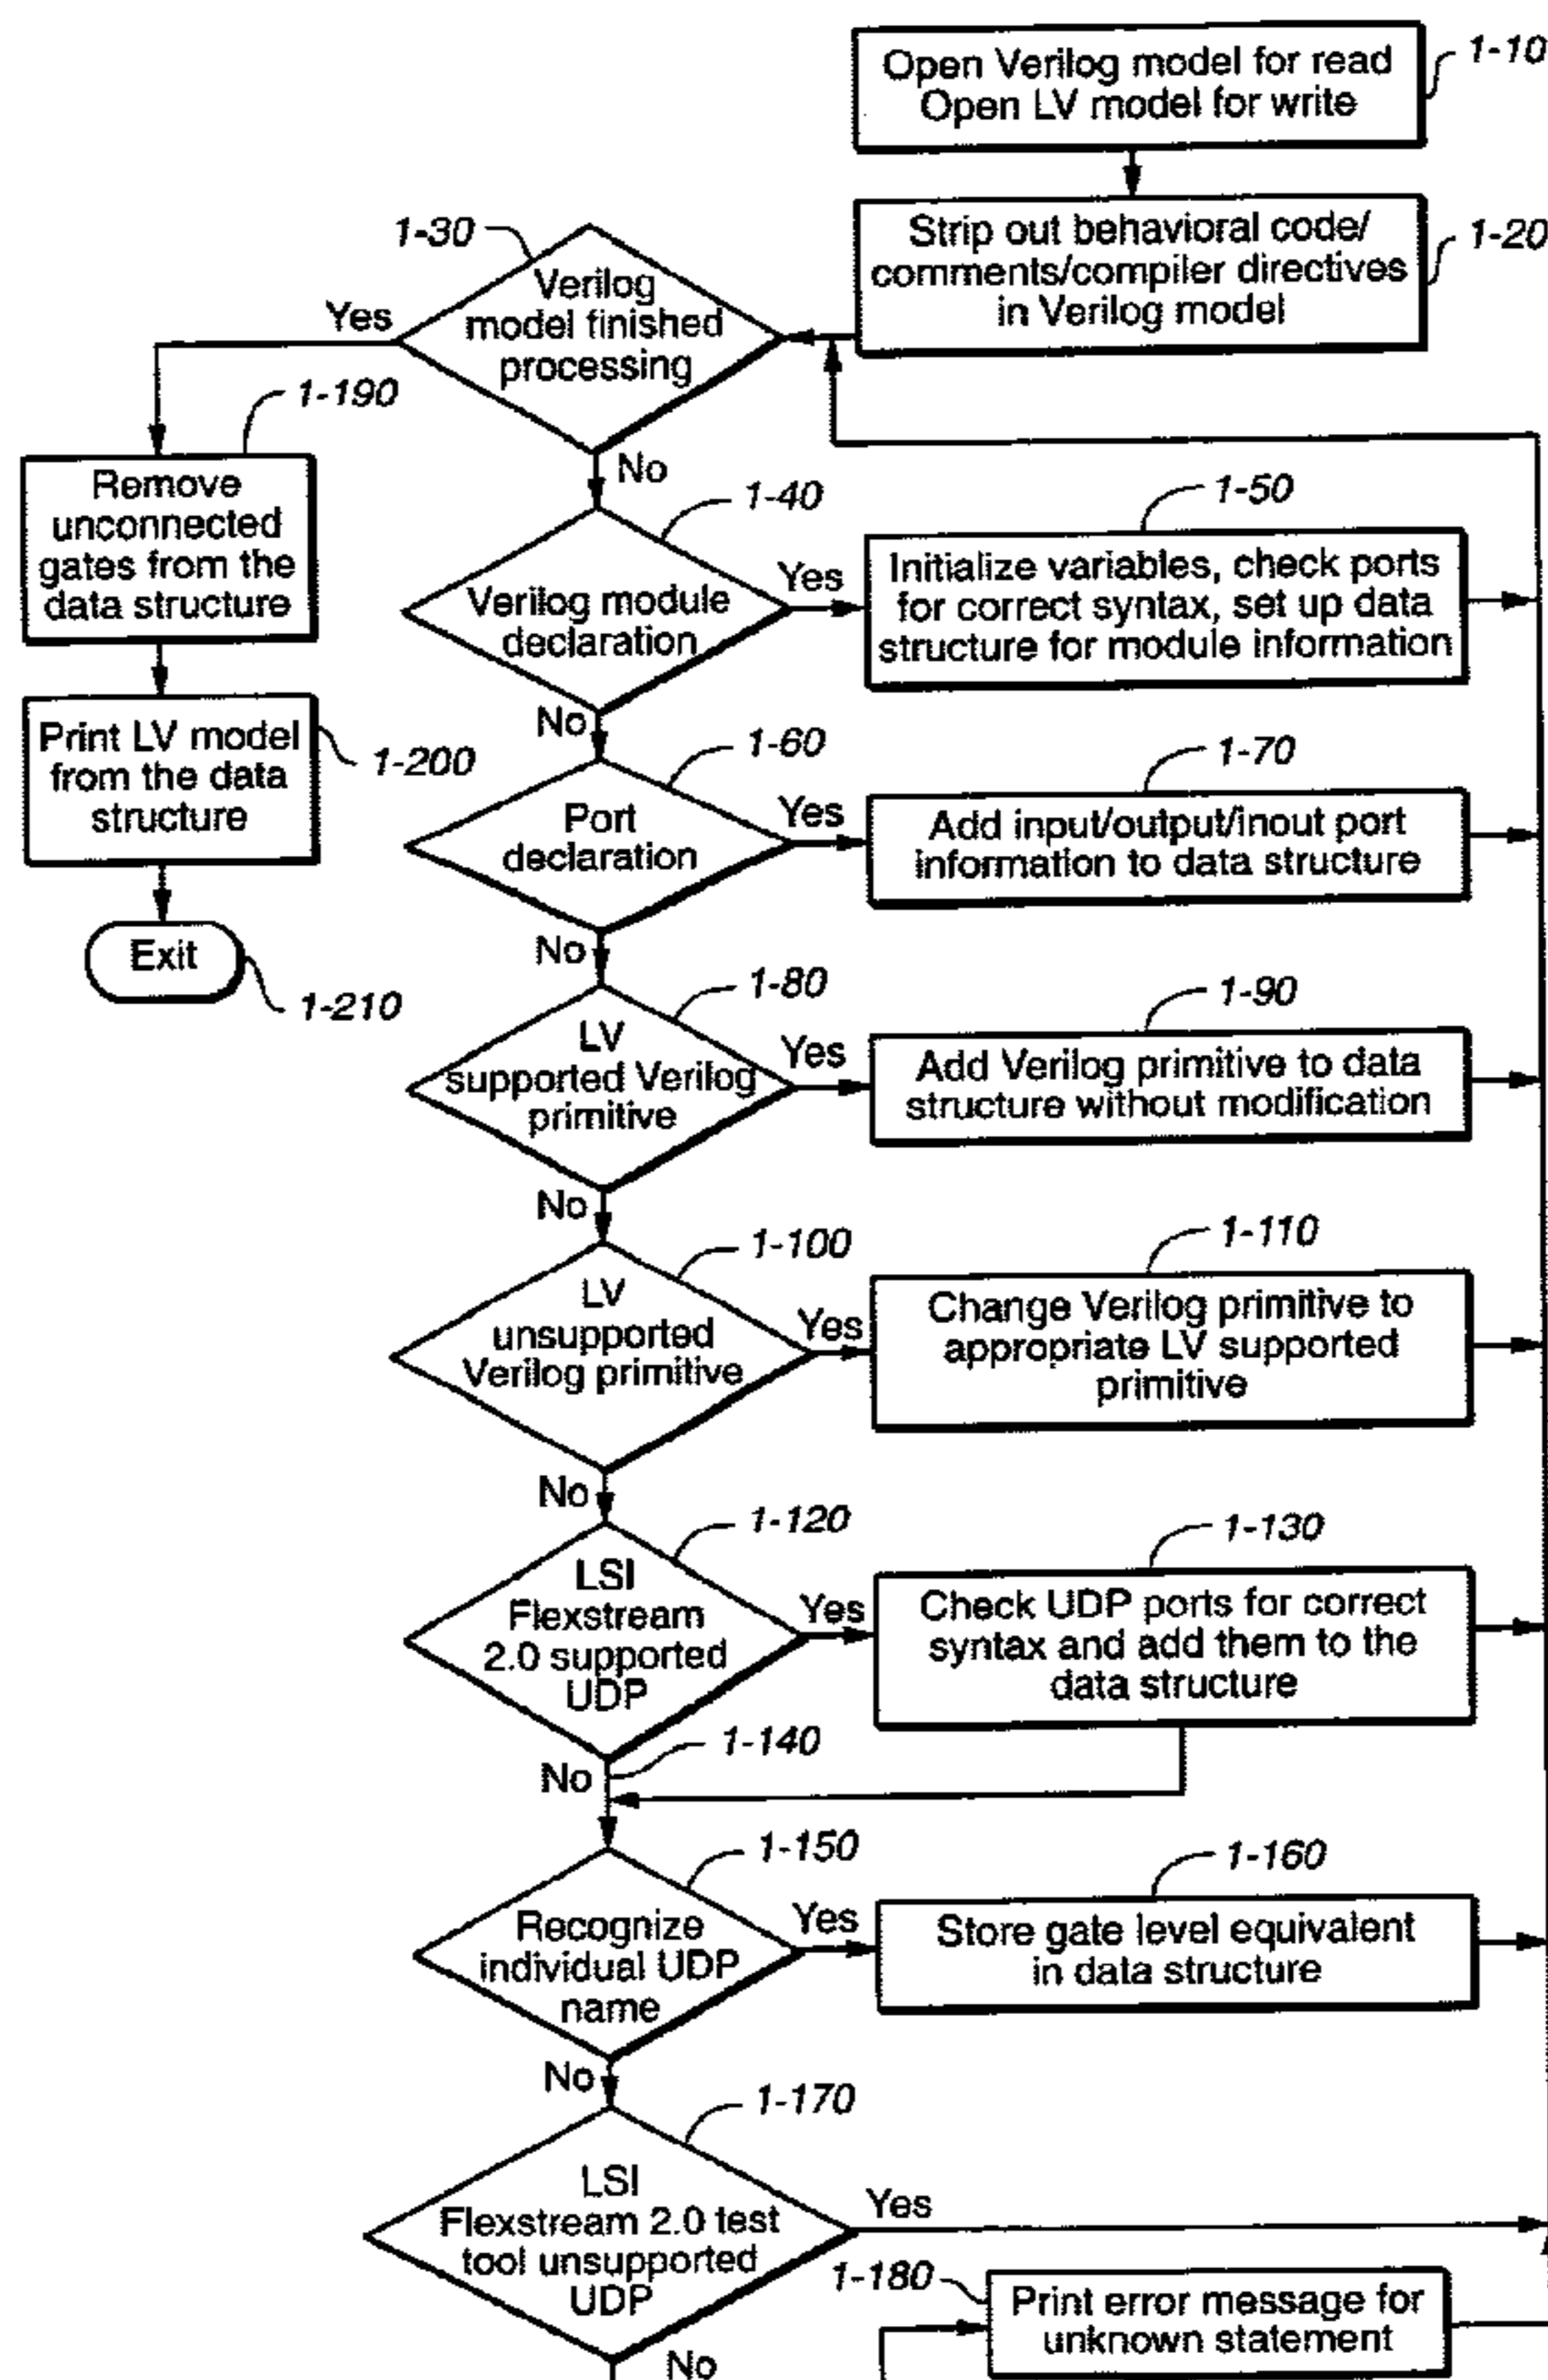 Open Verilog model for read
Open LV model for write
1-10
Strip out behavioral code/
comments/compiler directives
in Verilog model
1-20
1-30
Verilog
model finished
processing
Yes
No
1-190
Remove
unconnected
gates from the
data structure
Print LV model
from the data
structure
1-200
Exit
1-210
1-40
Verilog module
declaration
Yes
No
1-50
Initialize variables, check ports
for correct syntax, set up data
structure for module information
1-60
Port
declaration
Yes
No
1-70
Add input/output/inout port
information to data structure
1-80
LV
supported Verilog
primitive
Yes
No
1-90
Add Verilog primitive to data
structure without modification
1-100
LV
unsupported
Verilog primitive
Yes
No
1-110
Change Verilog primitive to
appropriate LV supported
primitive
1-120
LSI
Flexstream
2.0 supported
UDP
Yes
No
1-130
Check UDP ports for correct
syntax and add them to the
data structure
1-140
1-150
Recognize
individual UDP
name
Yes
No
1-160
Store gate level equivalent
in data structure
1-170
LSI
Flexstream 2.0 test
tool unsupported
UDP
Yes
No
1-180
Print error message for
unknown statement